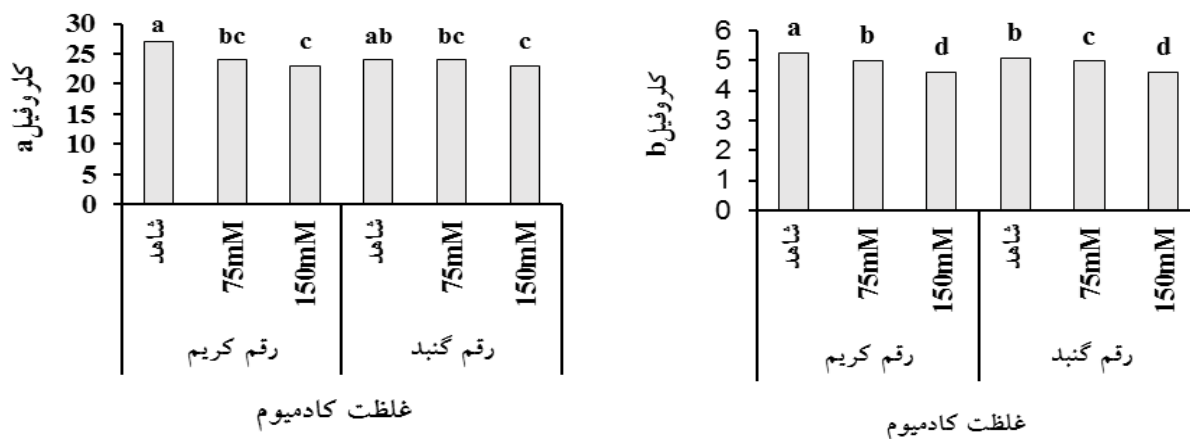 30
25
20
15
10
5
0
کلروفیل a
a
bc
c
ab
bc
c
شاهد
75mM
150mM
شاهد
75mM
150mM
رقم کریم
رقم گنبد
غلظت کادمیوم
6
5
4
3
2
1
0
کلروفیل b
a
b
d
b
c
d
شاهد
75mM
150mM
شاهد
75mM
150mM
رقم کریم
رقم گنبد
غلظت کادمیوم